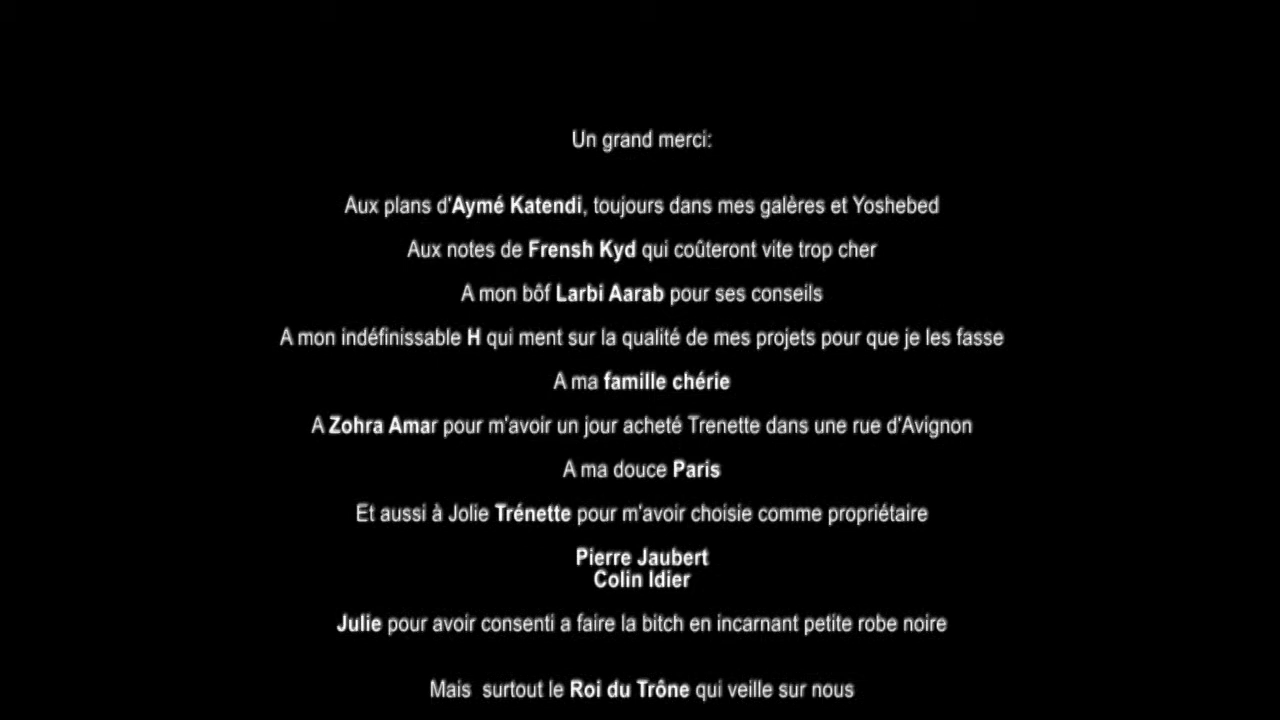 Un grand merci:
Aux plans d'Aymé Katendi, toujours dans mes galères et Yoshebed
Aux notes de Frensh Kyd qui coûteront vite trop cher
A mon bôf Larbi Aarab pour ses conseils
A mon indéfinissable H qui ment sur la qualité de mes projets pour que je les fasse
A ma famille chérie
A Zohra Amar pour m'avoir un jour acheté Trenette dans une rue d'Avignon
A ma douce Paris
Et aussi à Jolie Trénette pour m'avoir choisie comme propriétaire
Pierre Jaubert
Colin Idier
Julie pour avoir consenti a faire la bitch en incarnant petite robe noire
Mais surtout le Roi du Trône qui veille sur nous